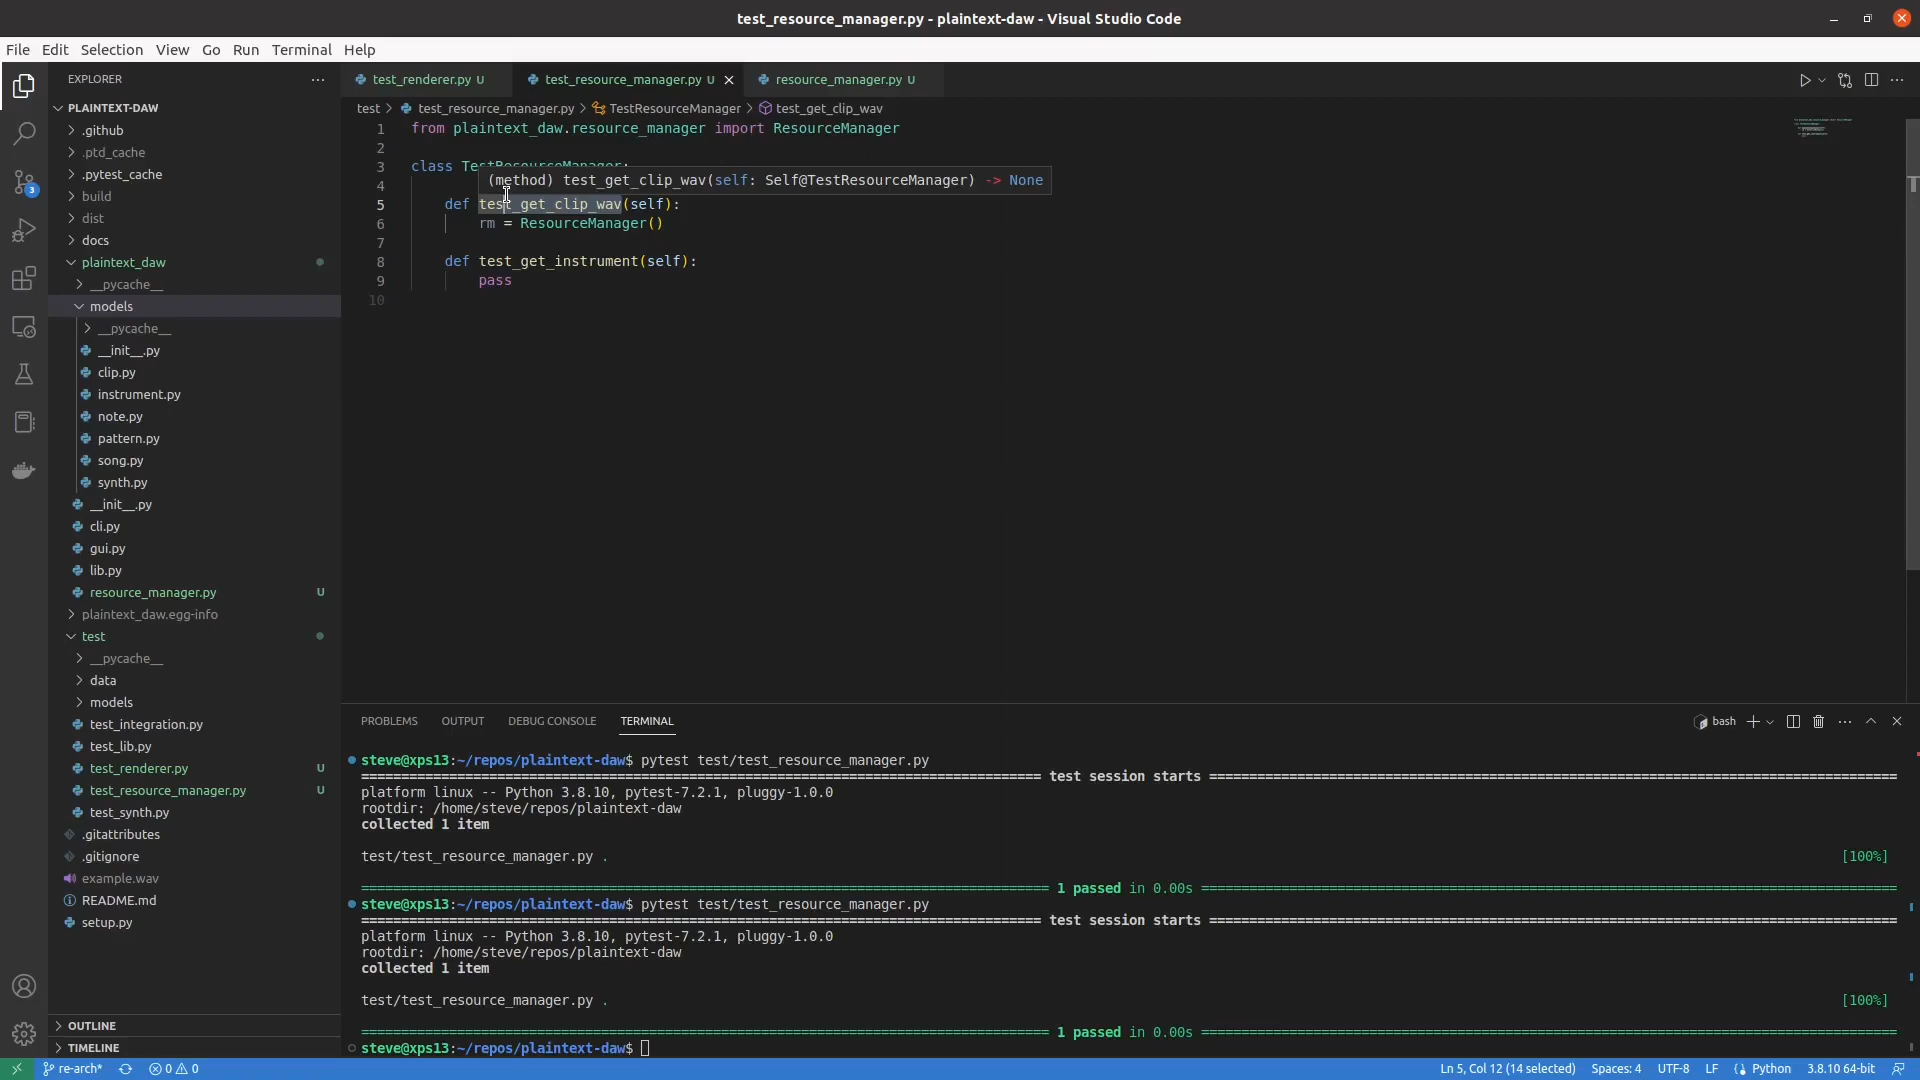 test_resource_manager.py - plaintext-daw - Visual Studio Code
File Edit Selection View Go Run Terminal Help
EXPLORER
PLAINTEXT-DAW
.github
.ptd_cache
.pytest_cache
build
dist
docs
plaintext_daw
__pycache__
models
__pycache__
__init__.py
clip.py
instrument.py
note.py
pattern.py
song.py
synth.py
__init__.py
cli.py
gui.py
lib.py
resource_manager.py U
plaintext_daw.egg-info
test
__pycache__
data
models
test_integration.py
test_lib.py
test_renderer.py U
test_resource_manager.py U
test_synth.py
.gitattributes
.gitignore
example.wav
README.md
setup.py
OUTLINE
TIMELINE
3
test_renderer.py U test_resource_manager.py U resource_manager.py U
test > test_resource_manager.py > TestResourceManager > test_get_clip_wav
1 from plaintext_daw.resource_manager import ResourceManager
2
3 class TestResourceManager:
4
(method) test_get_clip_wav(self: Self@TestResourceManager) -> None
5 def test_get_clip_wav(self):
6 rm = ResourceManager()
7
8 def test_get_instrument(self):
9 pass
10
PROBLEMS OUTPUT DEBUG CONSOLE TERMINAL bash
steve@xps13:~/repos/plaintext-daw$ pytest test/test_resource_manager.py
test session starts
platform linux -- Python 3.8.10, pytest-7.2.1, pluggy-1.0.0
rootdir: /home/steve/repos/plaintext-daw
collected 1 item
test/test_resource_manager.py . [100%]
1 passed in 0.00s
steve@xps13:~/repos/plaintext-daw$ pytest test/test_resource_manager.py
test session starts
platform linux -- Python 3.8.10, pytest-7.2.1, pluggy-1.0.0
rootdir: /home/steve/repos/plaintext-daw
collected 1 item
test/test_resource_manager.py . [100%]
1 passed in 0.00s
steve@xps13:~/repos/plaintext-daw$
re-arch* 0 0 Ln 5, Col 12 (14 selected) Spaces: 4 UTF-8 LF Python 3.8.10 64-bit